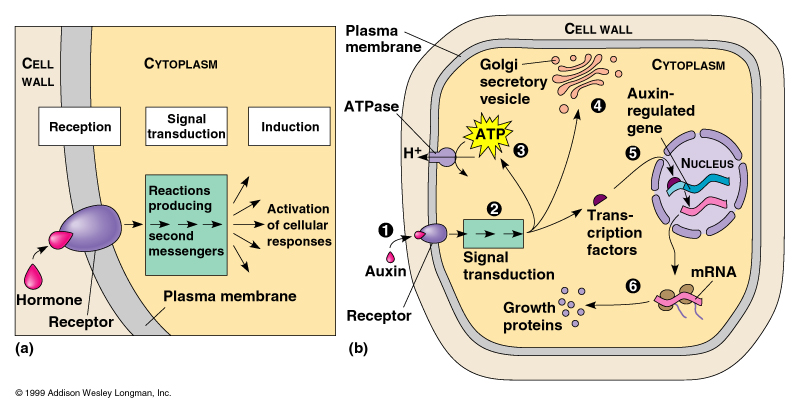 CELL
WALL
CYTOPLASM
Reception
Signal
transduction
Induction
Reactions
producing
second
messengers
Activation
of cellular
responses
Hormone
Receptor
Plasma membrane
(a)
Plasma
membrane
CELL WALL
CYTOPLASM
Golgi
secretory
vesicle
4
Auxin-
regulated
gene
ATPase
ATP
3
H+
5
NUCLEUS
1
2
Auxin
Signal
transduction
Trans-
cription
factors
mRNA
6
Growth
proteins
Receptor
(b)
© 1999 Addison Wesley Longman, Inc.